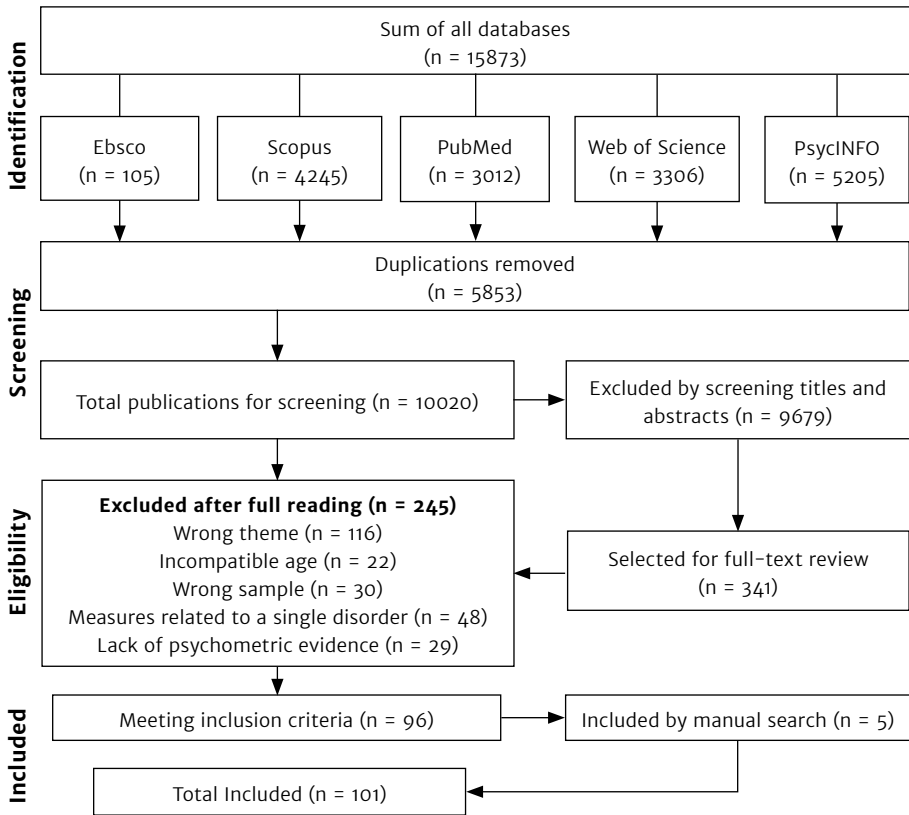 Identification
Sum of all databases
(n = 15873)
Ebsco
(n = 105)
Scopus
(n = 4245)
PubMed
(n = 3012)
Web of Science
(n = 3306)
PsycINFO
(n = 5205)
Screening
Duplications removed
(n = 5853)
Total publications for screening (n = 10020)
Excluded by screening titles and
abstracts (n = 9679)
Eligibility
Excluded after full reading (n = 245)
Wrong theme (n = 116)
Incompatible age (n = 22)
Wrong sample (n = 30)
Measures related to a single disorder (n = 48)
Lack of psychometric evidence (n = 29)
Selected for full-text review
(n = 341)
Included
Meeting inclusion criteria (n = 96)
Included by manual search (n = 5)
Total Included (n = 101)